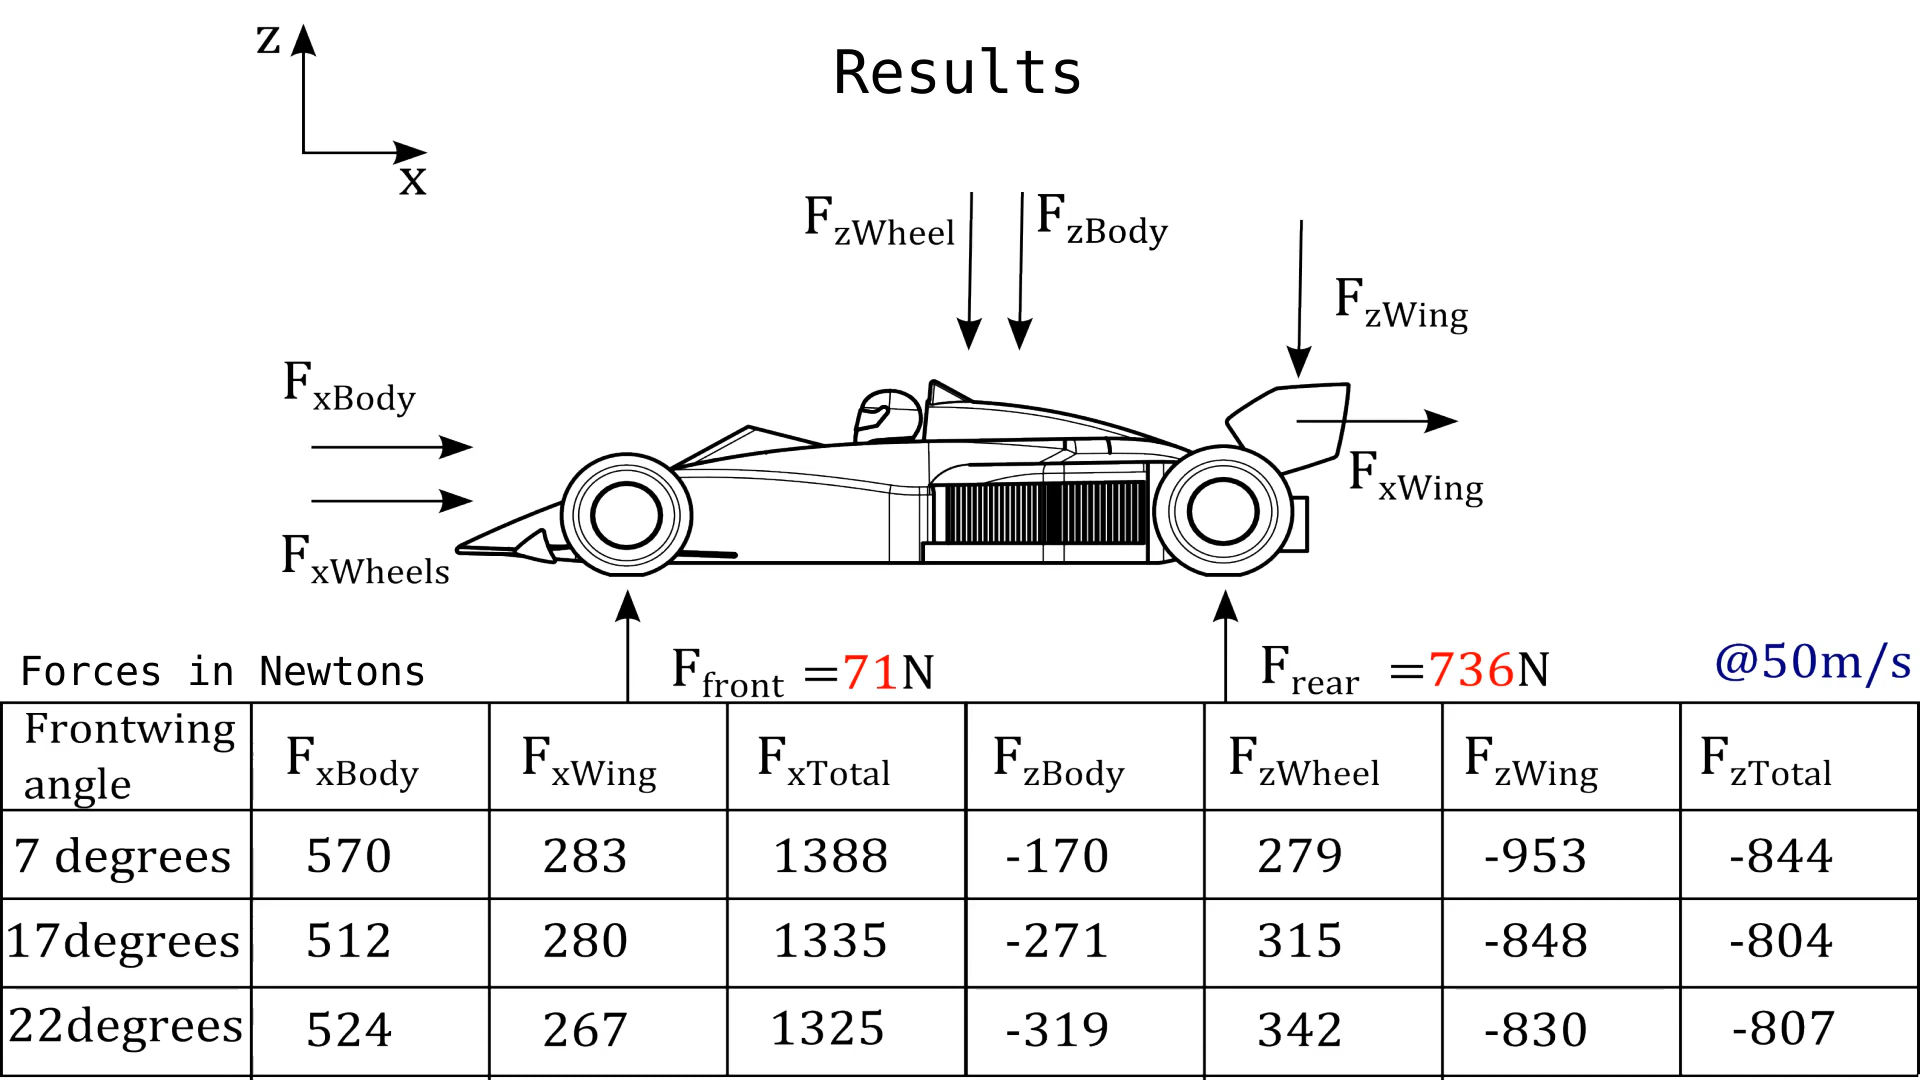 z
Results
x
FzWheel
FzBody
FzWing
FxBody
FxWing
FxWheels
Forces in Newtons
Ffront =71N
Frear =736N
@50m/s
Frontwing angle FxBody FxWing FxTotal FzBody FzWheel FzWing FzTotal
7 degrees 570 283 1388 -170 279 -953 -844
17degrees 512 280 1335 -271 315 -848 -804
22degrees 524 267 1325 -319 342 -830 -807